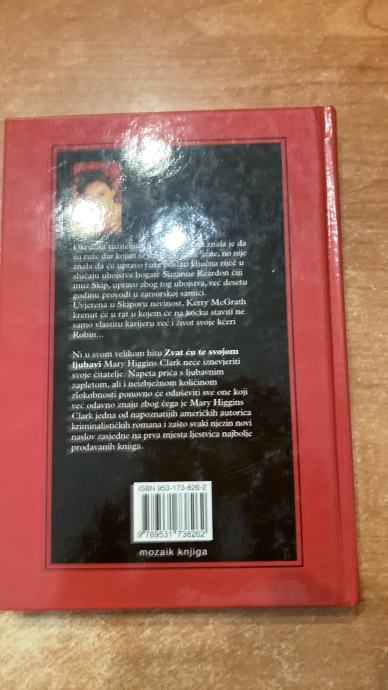 Okružna tužiteljica znala je da
su ruže dar kojim se no nije
znala da će upravo ruže postati ključna riječ u
slučaju ubojstva bogate Suzanne Reardon čiji
muž Skip, upravo zbog tog ubojstva, već desetu
godinu provodi u zatvorskoj samici.
Uvjerena u Skipovu nevinost, Kerry McGrath
krenut će u rat u kojem će na kocku staviti ne
samo vlastitu karijeru već i život svoje kćeri
Robin...
Ni u svom velikom hitu Zvat ću te svojom
ljubavi Mary Higgins Clark neće iznevjeriti
svoje čitatelje. Napeta priča s ljubavnim
zapletom, ali i neizbježnom količinom
zlokobnosti ponovno će oduševiti sve one koji
već odavno znaju zbog čega je Mary Higgins
Clark jedna od napoznatijih američkih autorica
kriminalističkih romana i zašto svaki njezin novi
naslov zasjedne na prva mjesta ljestvica najbolje
prodavanih knjiga.
ISBN 953-173-826-2
9 789531 738262
mozaik knjiga